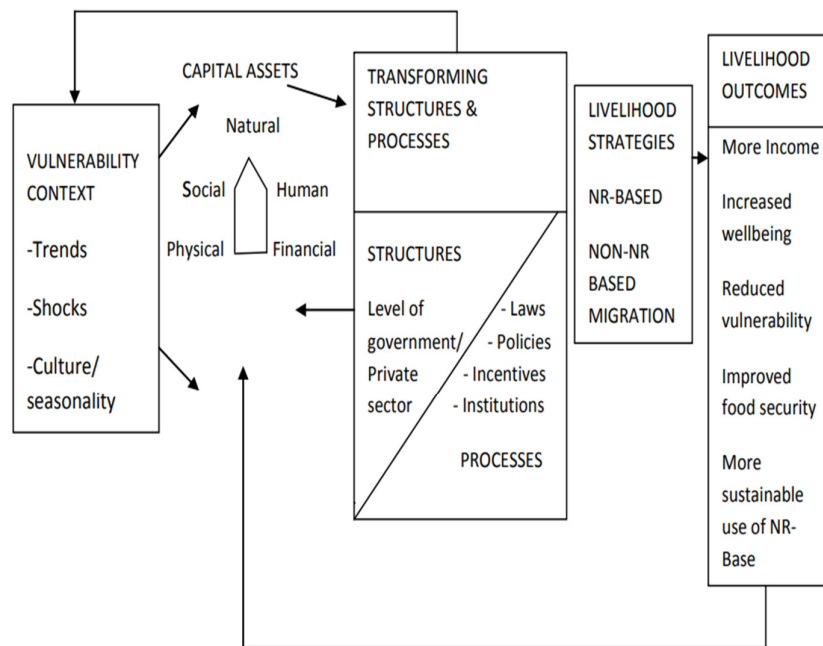 VULNERABILITY
CONTEXT
-Trends
-Shocks
-Culture/
seasonality
CAPITAL ASSETS
Natural
Social Human
Physical Financial
TRANSFORMING
STRUCTURES &
PROCESSES
STRUCTURES
Level of
government/
Private
sector
- Laws
- Policies
- Incentives
- Institutions
PROCESSES
LIVELIHOOD
STRATEGIES
NR-BASED
NON-NR
BASED
MIGRATION
LIVELIHOOD
OUTCOMES
More Income
Increased
wellbeing
Reduced
vulnerability
Improved
food security
More
sustainable
use of NR-
Base